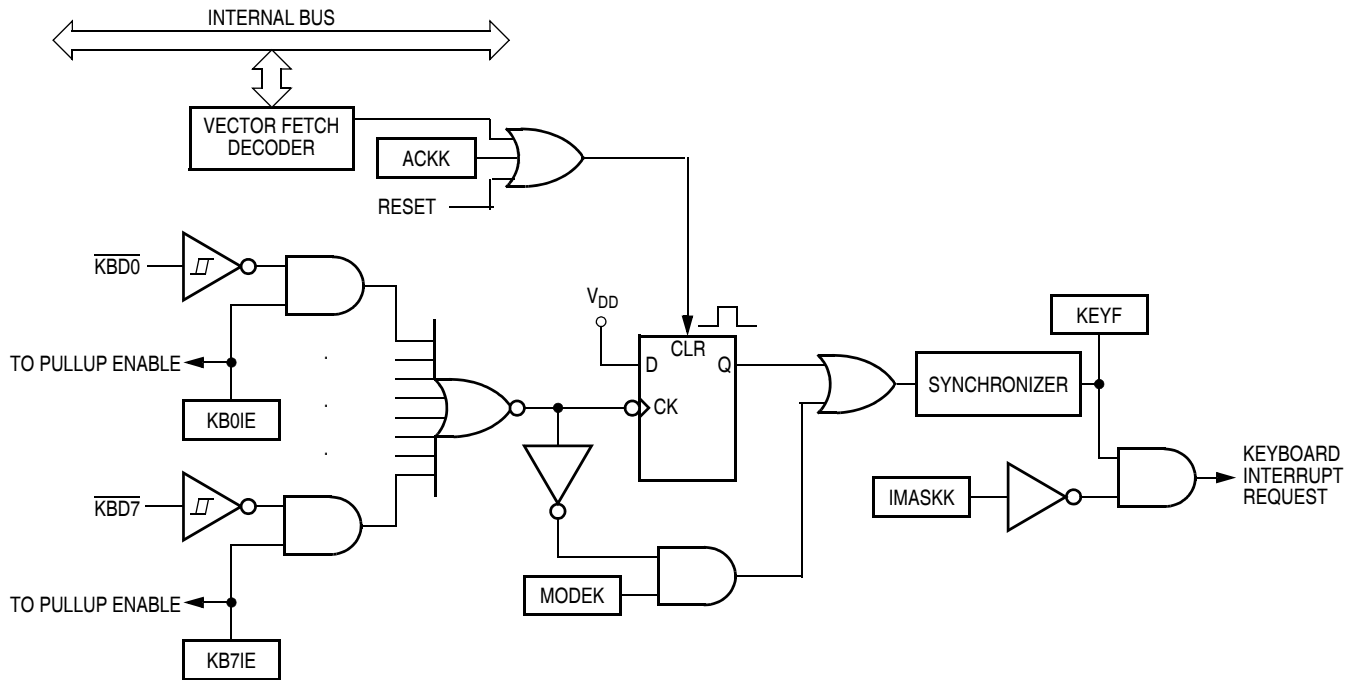 INTERNAL BUS
VECTOR FETCH
DECODER
ACKK
RESET
KBD0
TO PULLUP ENABLE
KB0IE
KBD7
TO PULLUP ENABLE
KB7IE
VDD
CLR
D
Q
CK
MODEK
SYNCHRONIZER
KEYF
IMASKK
KEYBOARD
INTERRUPT
REQUEST